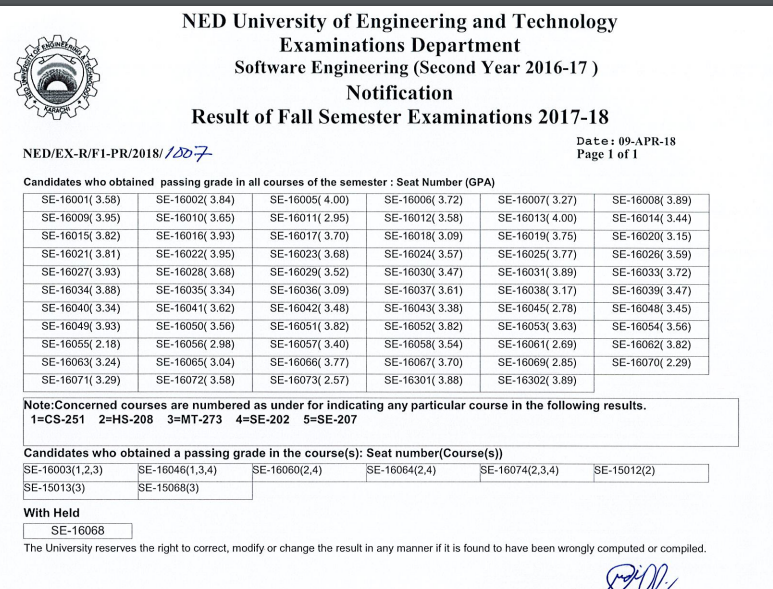 NED University of Engineering and Technology
Examinations Department
Software Engineering (Second Year 2016-17 )
Notification
Result of Fall Semester Examinations 2017-18
NED UNIVERSITY OF ENGINEERING & TECHNOLOGY
KARACHI
Date: 09-APR-18
NED/EX-R/F1-PR/2018/1007
Page 1 of 1
Candidates who obtained passing grade in all courses of the semester : Seat Number (GPA)
SE-16001( 3.58) SE-16002( 3.84) SE-16005( 4.00) SE-16006( 3.72) SE-16007( 3.27) SE-16008( 3.89)
SE-16009( 3.95) SE-16010( 3.65) SE-16011( 2.95) SE-16012( 3.58) SE-16013( 4.00) SE-16014( 3.44)
SE-16015( 3.82) SE-16016( 3.93) SE-16017( 3.70) SE-16018( 3.09) SE-16019( 3.75) SE-16020( 3.15)
SE-16021( 3.81) SE-16022( 3.95) SE-16023( 3.68) SE-16024( 3.57) SE-16025( 3.77) SE-16026( 3.59)
SE-16027( 3.93) SE-16028( 3.68) SE-16029( 3.52) SE-16030( 3.47) SE-16031( 3.89) SE-16033( 3.72)
SE-16034( 3.88) SE-16035( 3.34) SE-16036( 3.09) SE-16037( 3.61) SE-16038( 3.17) SE-16039( 3.47)
SE-16040( 3.34) SE-16041( 3.62) SE-16042( 3.48) SE-16043( 3.38) SE-16045( 2.78) SE-16048( 3.45)
SE-16049( 3.93) SE-16050( 3.56) SE-16051( 3.82) SE-16052( 3.82) SE-16053( 3.63) SE-16054( 3.56)
SE-16055( 2.18) SE-16056( 2.98) SE-16057( 3.40) SE-16058( 3.54) SE-16061( 2.69) SE-16062( 3.82)
SE-16063( 3.24) SE-16065( 3.04) SE-16066( 3.77) SE-16067( 3.70) SE-16069( 2.85) SE-16070( 2.29)
SE-16071( 3.29) SE-16072( 3.58) SE-16073( 2.57) SE-16301( 3.88) SE-16302( 3.89)
Note:Concerned courses are numbered as under for indicating any particular course in the following results.
1=CS-251 2=HS-208 3=MT-273 4=SE-202 5=SE-207
Candidates who obtained a passing grade in the course(s): Seat number(Course(s))
SE-16003(1,2,3) SE-16046(1,3,4) SE-16060(2,4) SE-16064(2,4) SE-16074(2,3,4) SE-15012(2)
SE-15013(3) SE-15068(3)
With Held
SE-16068
The University reserves the right to correct, modify or change the result in any manner if it is found to have been wrongly computed or compiled.